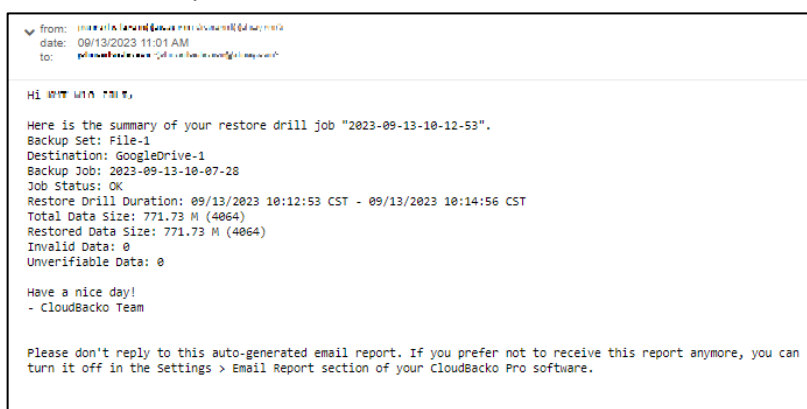 from:
date: 09/13/2023 11:01 AM
to:
Hi
Here is the summary of your restore drill job "2023-09-13-10-12-53".
Backup Set: File-1
Destination: GoogleDrive-1
Backup Job: 2023-09-13-10-07-28
Job Status: OK
Restore Drill Duration: 09/13/2023 10:12:53 CST - 09/13/2023 10:14:56 CST
Total Data Size: 771.73 M (4064)
Restored Data Size: 771.73 M (4064)
Invalid Data: 0
Unverifiable Data: 0
Have a nice day!
- CloudBacko Team
Please don't reply to this auto-generated email report. If you prefer not to receive this report anymore, you can
turn it off in the Settings > Email Report section of your CloudBacko Pro software.